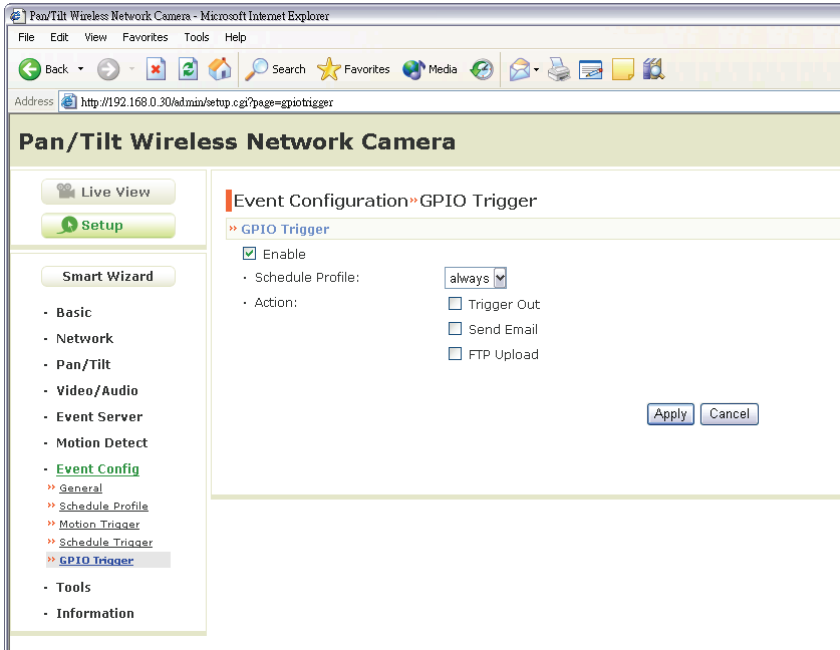 Pan/Tilt Wireless Network Camera - Microsoft Internet Explorer
File Edit View Favorites Tools Help
Back Search Favorites Media
Address http://192.168.0.30/admin/setup.cgi?page=gpiotrigger
Pan/Tilt Wireless Network Camera
Live View
Setup
Smart Wizard
· Basic
· Network
· Pan/Tilt
· Video/Audio
· Event Server
· Motion Detect
· Event Config
» General
» Schedule Profile
» Motion Trigger
» Schedule Trigger
» GPIO Trigger
· Tools
· Information
Event Configuration»GPIO Trigger
» GPIO Trigger
Enable
· Schedule Profile: always
· Action: Trigger Out
Send Email
FTP Upload
Apply Cancel